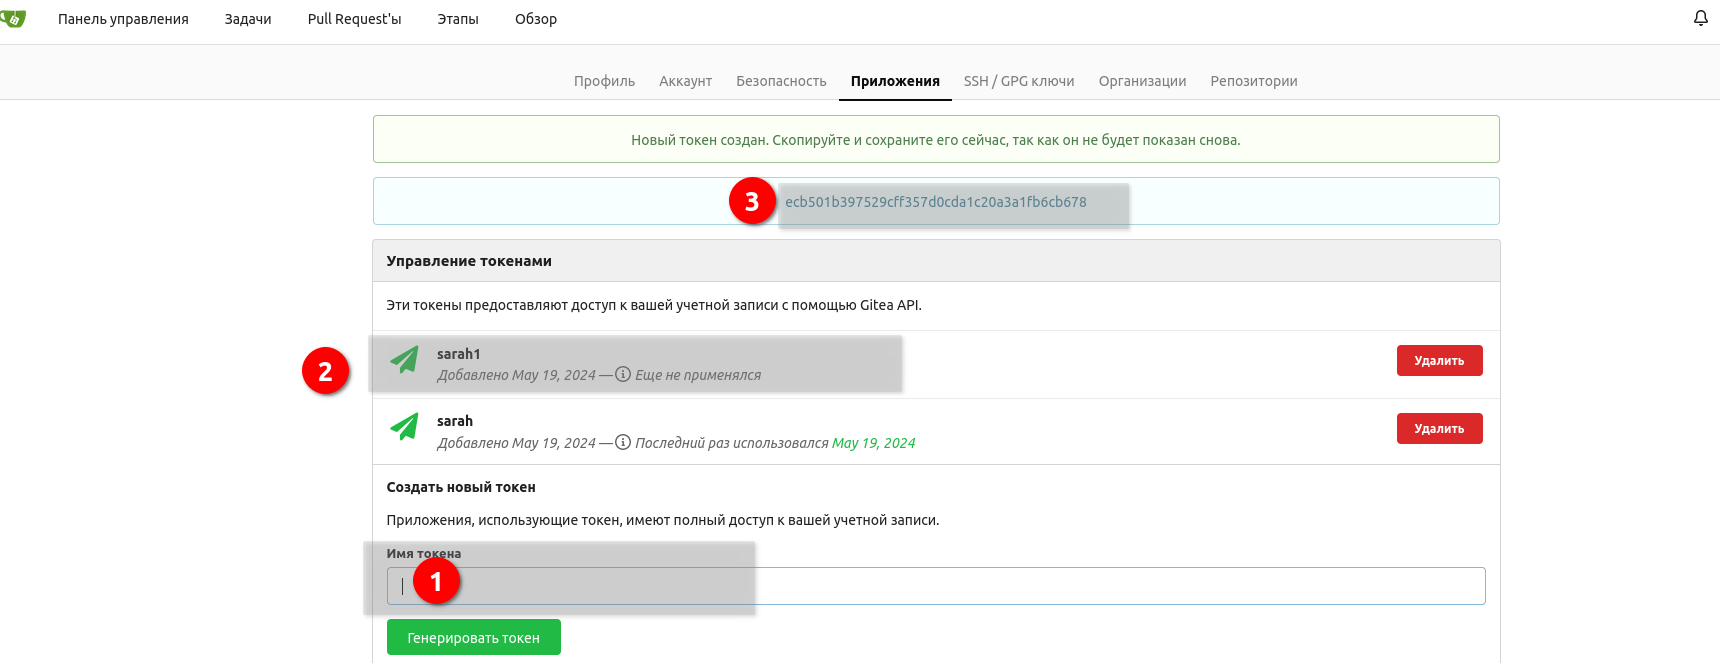 Панель управления Задачи Pull Request'ы Этапы Обзор
Профиль Аккаунт Безопасность Приложения SSH / GPG ключи Организации Репозитории
Новый токен создан. Скопируйте и сохраните его сейчас, так как он не будет показан снова.
3 ecb501b397529cff357d0cda1c20a3a1fb6cb678
Управление токенами
Эти токены предоставляют доступ к вашей учетной записи с помощью Gitea API.
2
sarah1
Добавлено May 19, 2024 — Еще не применялся
Удалить
sarah
Добавлено May 19, 2024 — Последний раз использовался May 19, 2024
Удалить
Создать новый токен
Приложения, использующие токен, имеют полный доступ к вашей учетной записи.
Имя токена
1
Генерировать токен